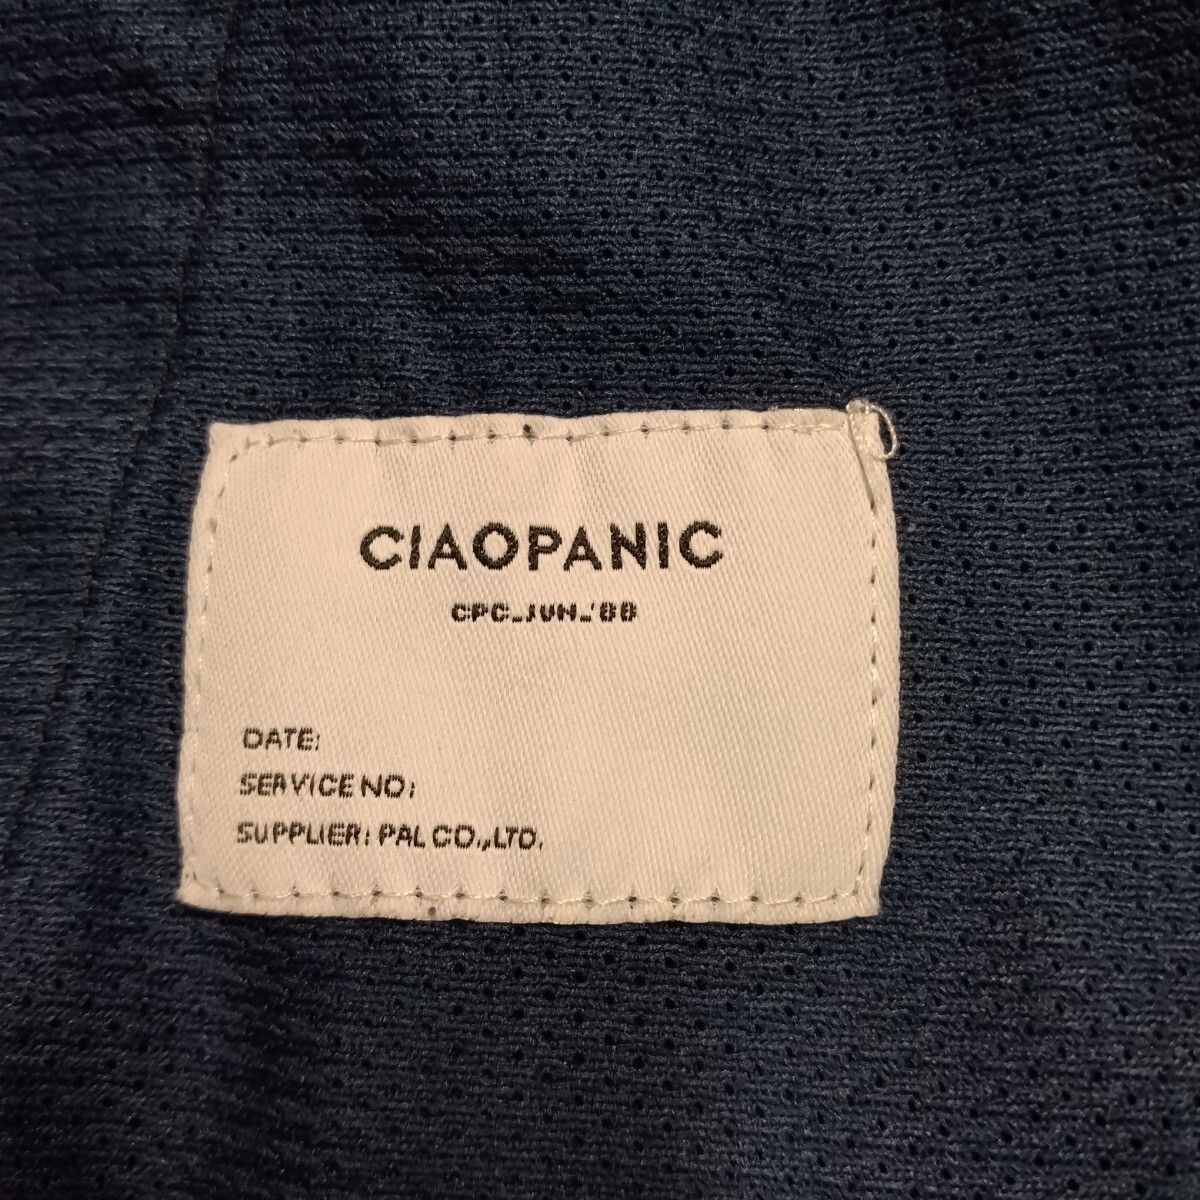 CIAOPANIC
CPC_JUN_'88
DATE:
SERVICE NO:
SUPPLIER: PAL CO.,LTD.